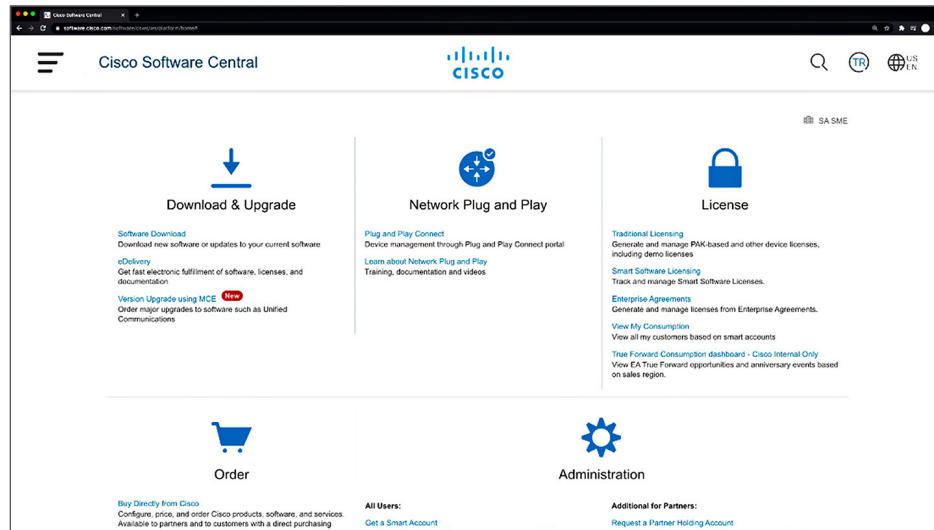 Cisco Software Central
software.cisco.com/software/csws/ws/platform/home#
Cisco Software Central
CISCO
TR
US
EN
SA SME
Download & Upgrade
Software Download
Download new software or updates to your current software
eDelivery
Get fast electronic fulfillment of software, licenses, and
documentation
Version Upgrade using MCE New
Order major upgrades to software such as Unified
Communications
Network Plug and Play
Plug and Play Connect
Device management through Plug and Play Connect portal
Learn about Network Plug and Play
Training, documentation and videos
License
Traditional Licensing
Generate and manage PAK-based and other device licenses,
including demo licenses
Smart Software Licensing
Track and manage Smart Software Licenses.
Enterprise Agreements
Generate and manage licenses from Enterprise Agreements.
View My Consumption
View all my customers based on smart accounts
True Forward Consumption dashboard - Cisco Internal Only
View EA True Forward opportunities and anniversary events based
on sales region.
Order
Buy Directly from Cisco
Configure, price, and order Cisco products, software, and services.
Available to partners and to customers with a direct purchasing
Administration
All Users:
Get a Smart Account
Additional for Partners:
Request a Partner Holding Account